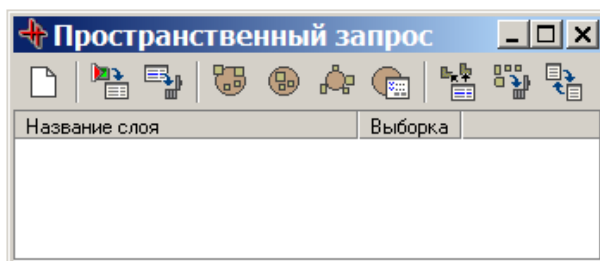 Пространственный запрос
Название слоя Выборка